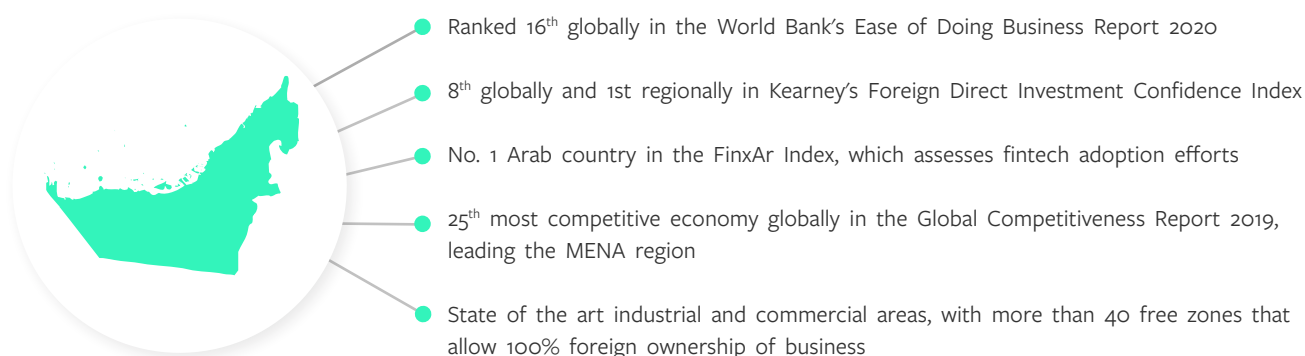 Ranked 16th globally in the World Bank's Ease of Doing Business Report 2020
8th globally and 1st regionally in Kearney's Foreign Direct Investment Confidence Index
No. 1 Arab country in the FinxAr Index, which assesses fintech adoption efforts
25th most competitive economy globally in the Global Competitiveness Report 2019,
leading the MENA region
State of the art industrial and commercial areas, with more than 40 free zones that
allow 100% foreign ownership of business